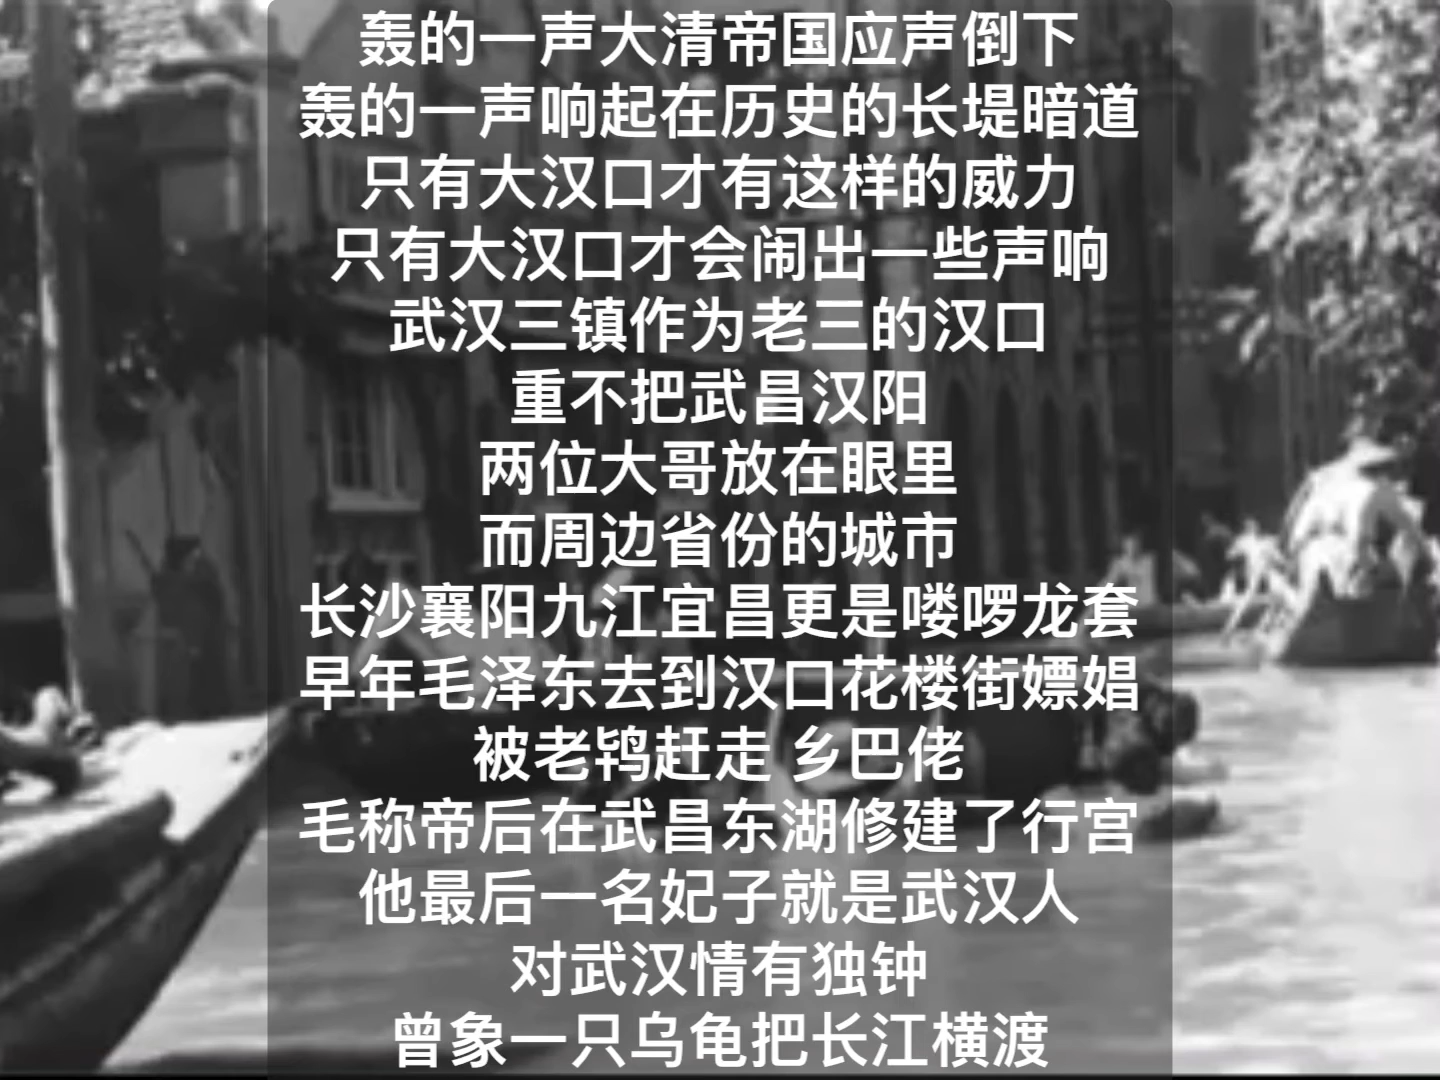 轰的一声大清帝国应声倒下
轰的一声响起在历史的长堤暗道
只有大汉口才有这样的威力
只有大汉口才会闹出一些声响
武汉三镇作为老三的汉口
重不把武昌汉阳
两位大哥放在眼里
而周边省份的城市
长沙襄阳九江宜昌更是喽啰龙套
早年毛泽东去到汉口花楼街嫖娼
被老鸨赶走 乡巴佬
毛称帝后在武昌东湖修建了行宫
他最后一名妃子就是武汉人
对武汉情有独钟
曾象一只乌龟把长江横渡